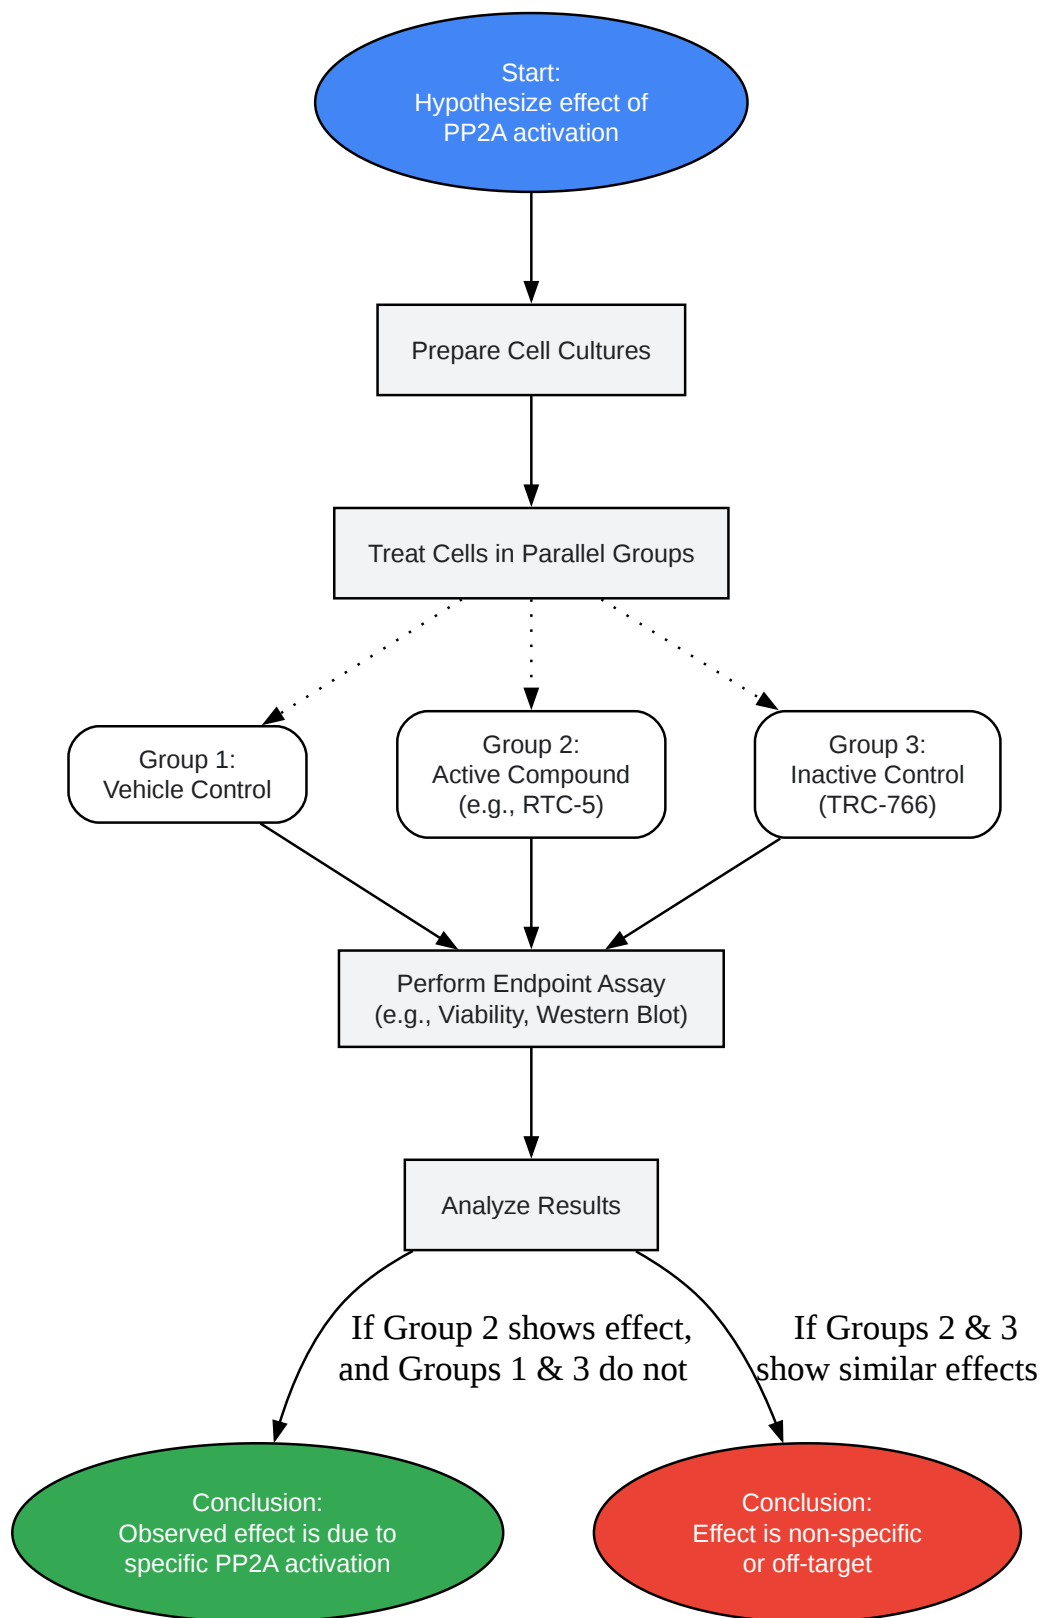 Start:
Hypothesize effect of
PP2A activation
Prepare Cell Cultures
Treat Cells in Parallel Groups
Group 1:
Vehicle Control
Group 2:
Active Compound
(e.g., RTC-5)
Group 3:
Inactive Control
(TRC-766)
Perform Endpoint Assay
(e.g., Viability, Western Blot)
Analyze Results
If Group 2 shows effect,
and Groups 1 & 3 do not
If Groups 2 & 3
show similar effects
Conclusion:
Observed effect is due to
specific PP2A activation
Conclusion:
Effect is non-specific
or off-target